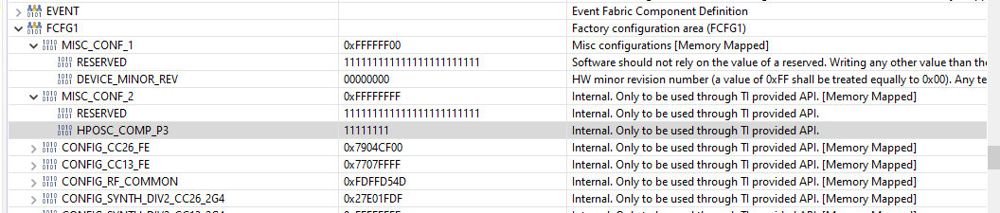 EVENT Event Fabric Component Definition
FCFG1 Factory configuration area (FCFG1)
MISC_CONF_1 0xFFFFFF00 Misc configurations [Memory Mapped]
RESERVED 111111111111111111111111 Software should not rely on the value of a reserved. Writing any other value than the
DEVICE_MINOR_REV 00000000 HW minor revision number (a value of 0xFF shall be treated equally to 0x00). Any te
MISC_CONF_2 0xFFFFFFFF Internal. Only to be used through TI provided API. [Memory Mapped]
RESERVED 111111111111111111111111 Internal. Only to be used through TI provided API.
HPOSC_COMP_P3 11111111 Internal. Only to be used through TI provided API.
CONFIG_CC26_FE 0x7904CF00 Internal. Only to be used through TI provided API. [Memory Mapped]
CONFIG_CC13_FE 0x7707FFFF Internal. Only to be used through TI provided API. [Memory Mapped]
CONFIG_RF_COMMON 0xFDFFD54D Internal. Only to be used through TI provided API. [Memory Mapped]
CONFIG_SYNTH_DIV2_CC26_2G4 0x27E01FDF Internal. Only to be used through TI provided API. [Memory Mapped]